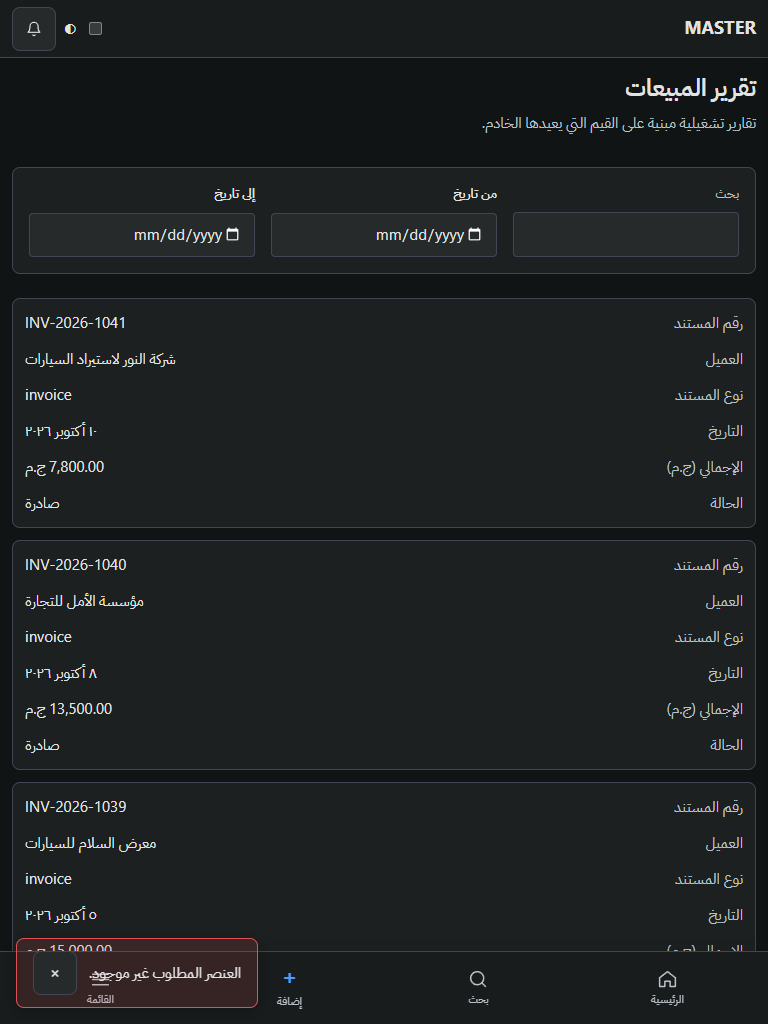 MASTER
تقرير المبيعات
تقارير تشغيلية مبنية على القيم التي يعيدها الخادم.
بحث
من تاريخ
إلى تاريخ
mm/dd/yyyy
mm/dd/yyyy
رقم المستند INV-2026-1041
العميل شركة النور لاستيراد السيارات
نوع المستند invoice
التاريخ ١٠ أكتوبر ٢٠٢٦
الإجمالي (ج.م) 7,800.00 ج.م
الحالة صادرة
رقم المستند INV-2026-1040
العميل مؤسسة الأمل للتجارة
نوع المستند invoice
التاريخ ٨ أكتوبر ٢٠٢٦
الإجمالي (ج.م) 13,500.00 ج.م
الحالة صادرة
رقم المستند INV-2026-1039
العميل معرض السلام للسيارات
نوع المستند invoice
التاريخ ٥ أكتوبر ٢٠٢٦
الإجمالي (ج.م) 15,000.00 ج.م
العنصر المطلوب غير موجود.
الرئيسية
بحث
إضافة
القائمة